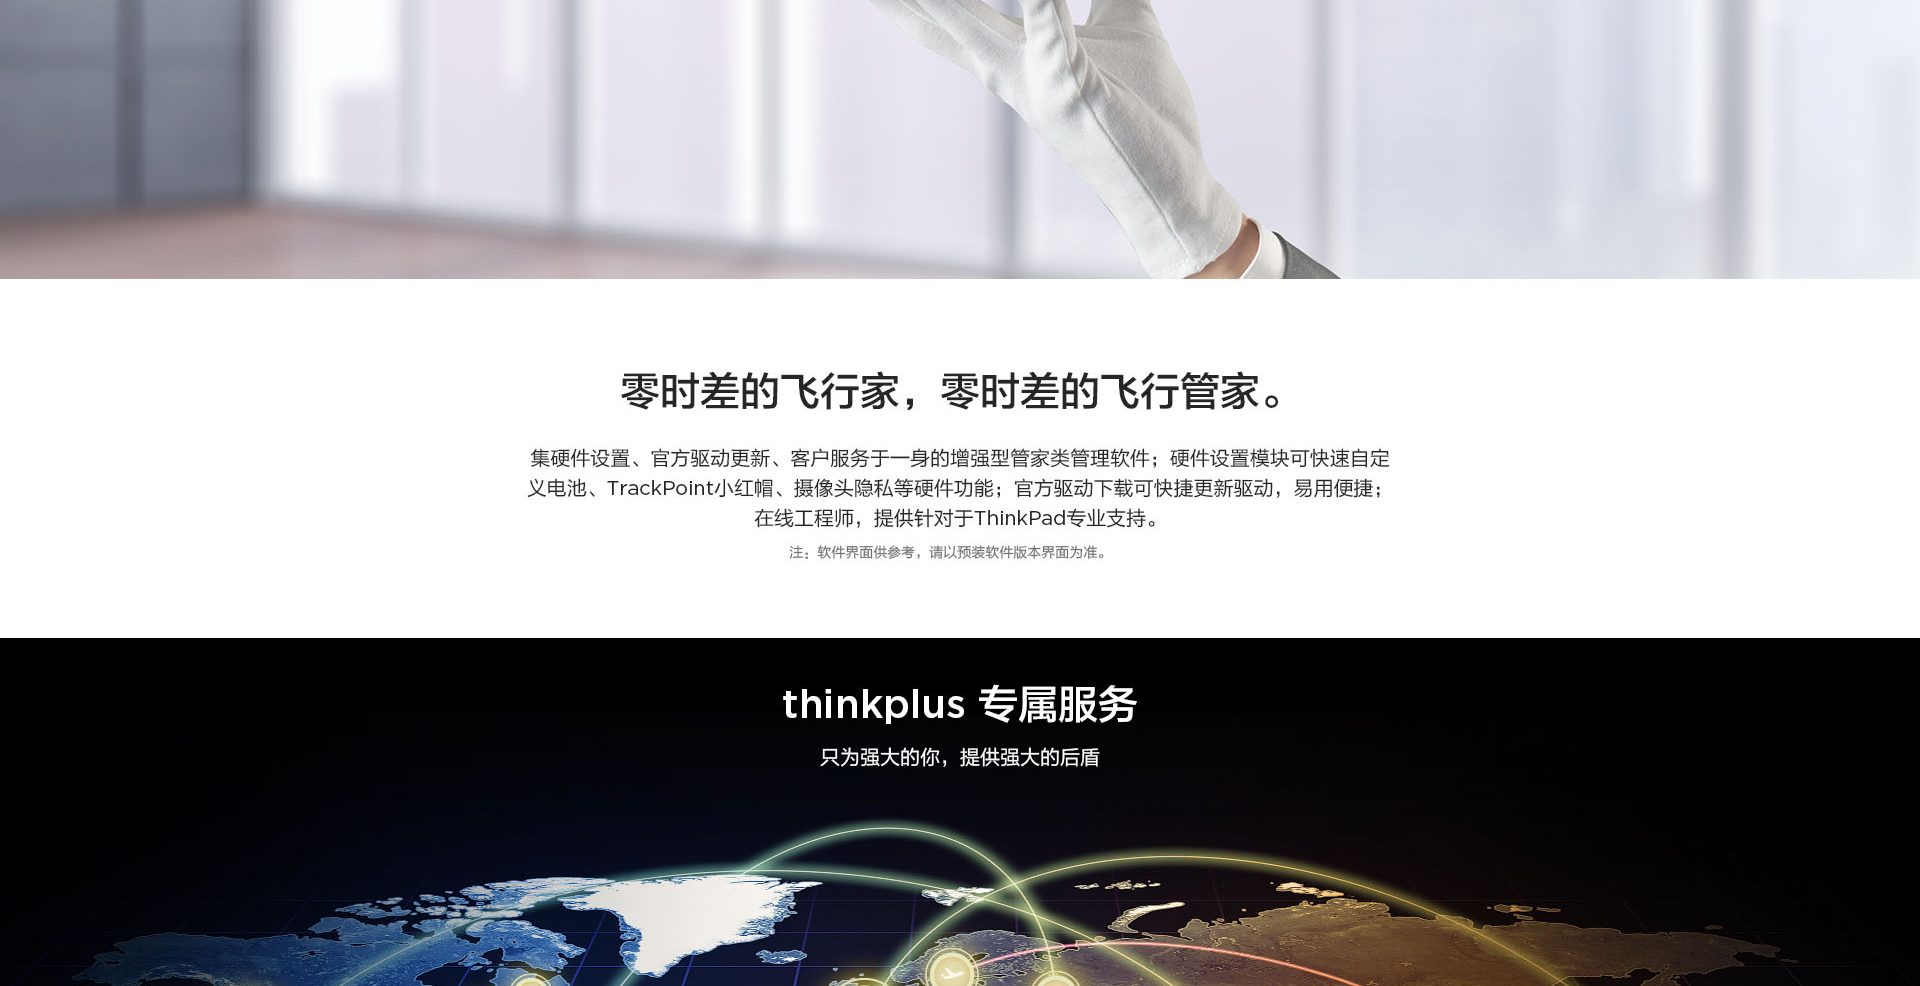 零时差的飞行家，零时差的飞行管家。
集硬件设置、官方驱动更新、客户服务于一身的增强型管家类管理软件；硬件设置模块可快速自定
义电池、TrackPoint小红帽、摄像头隐私等硬件功能；官方驱动下载可快捷更新驱动，易用便捷；
在线工程师，提供针对于ThinkPad专业支持。
注：软件界面供参考，请以预装软件版本界面为准。
thinkplus 专属服务
只为强大的你，提供强大的后盾